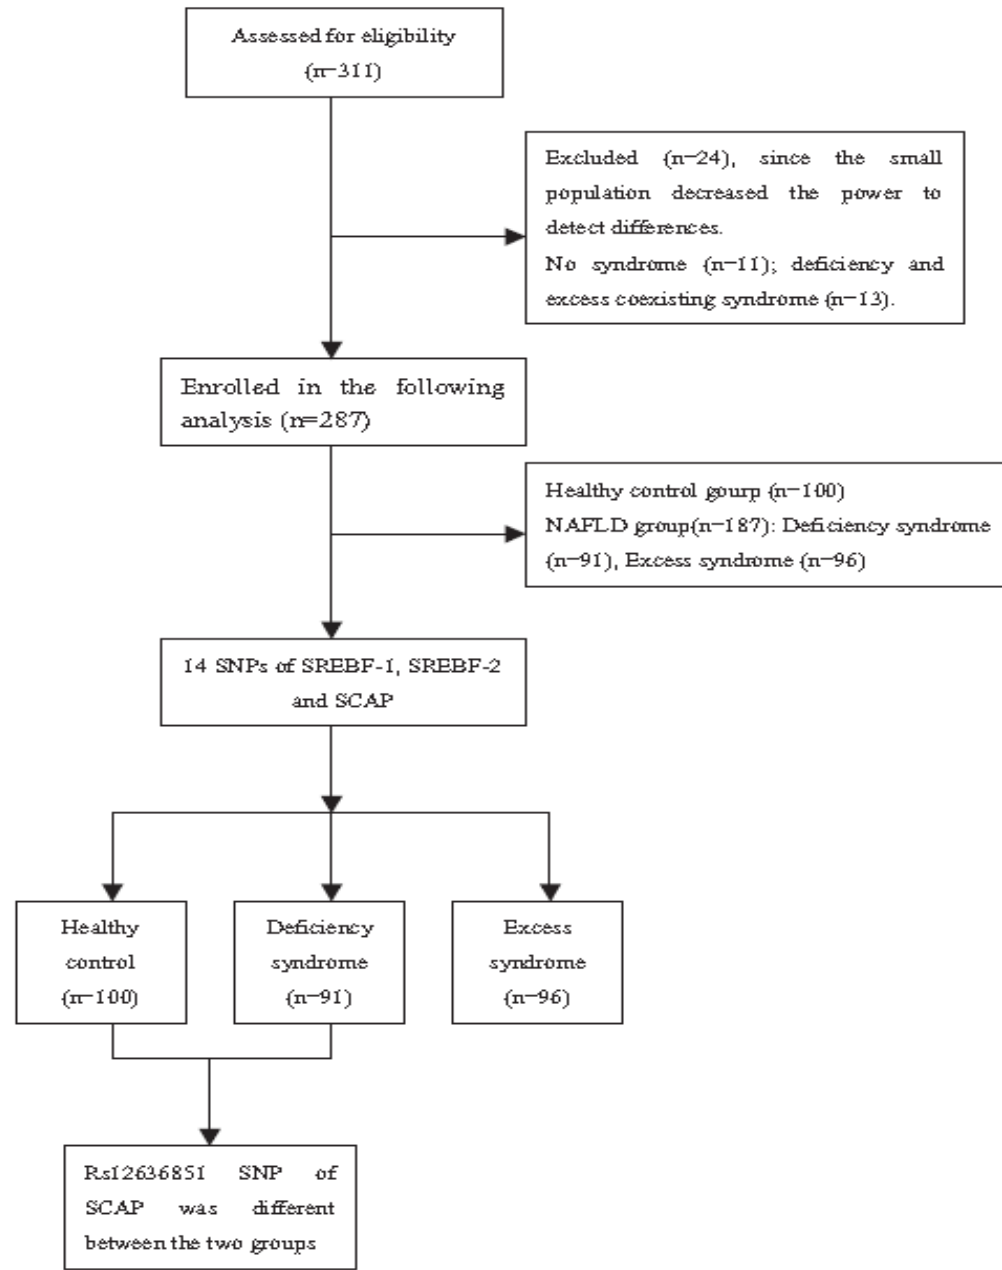 Assessed for eligibility
(n=311)
Excluded (n=24), since the small
population decreased the power to
detect differences.
No syndrome (n=11); deficiency and
excess coexisting syndrome (n=13).
Enrolled in the following
analysis (n=287)
Healthy control gourp (n=100)
NAFLD group(n=187): Deficiency syndrome
(n=91), Excess syndrome (n=96)
14 SNPs of SREBF-1, SREBF-2
and SCAP
Healthy
control
(n=100)
Deficiency
syndrome
(n=91)
Excess
syndrome
(n=96)
Rs12636851 SNP of
SCAP was different
between the two groups